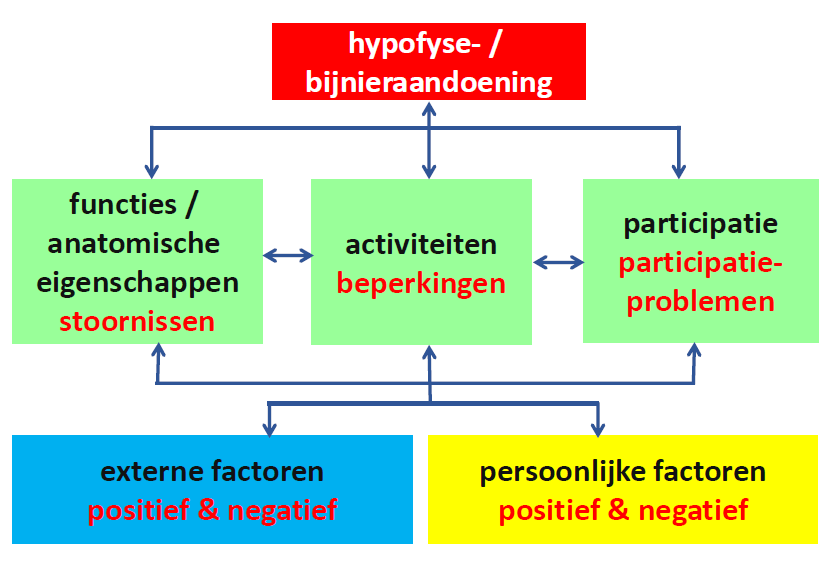 hypofyse- /
bijnieraandoening
functies /
anatomische
eigenschappen
stoornissen
activiteiten
beperkingen
participatie
participatie-
problemen
externe factoren
positief & negatief
persoonlijke factoren
positief & negatief